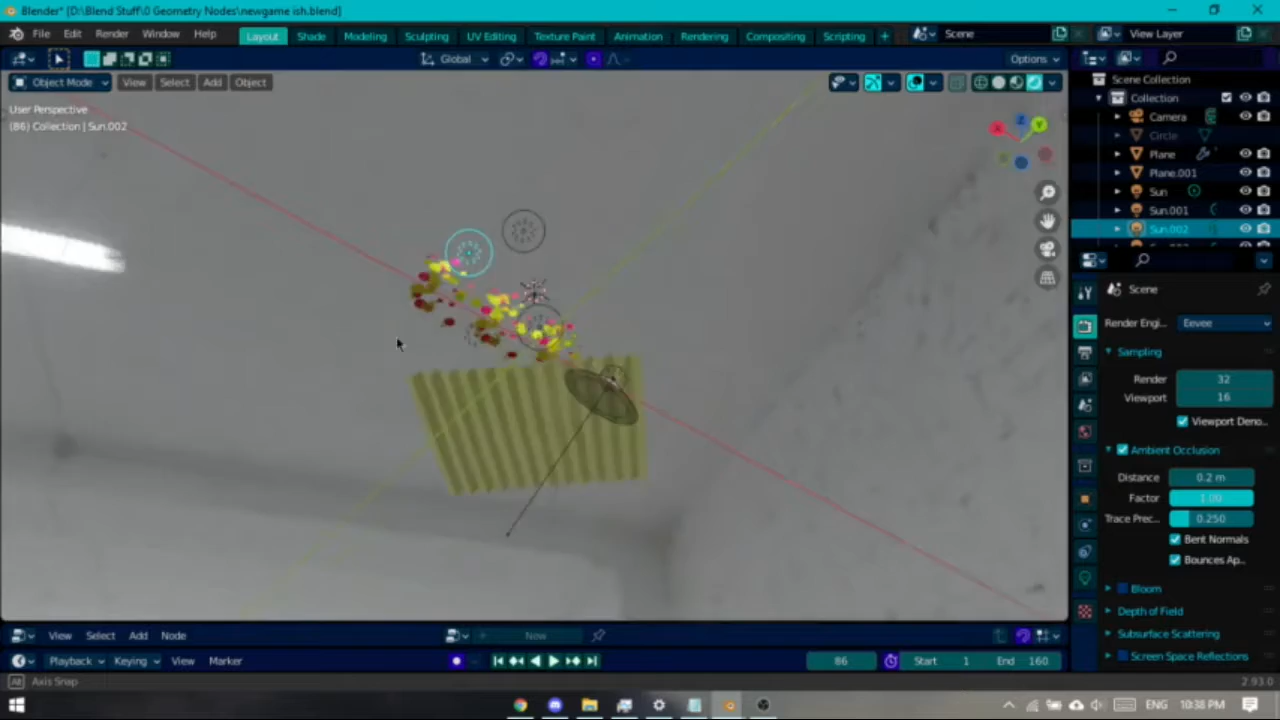 Blender* [D:\Blend Stuff\0 Geometry Nodes\newgame ish.blend]
File Edit Render Window Help Layout Shade Modeling Sculpting UV Editing Texture Paint Animation Rendering Compositing Scripting + Scene View Layer
Global Options
Object Mode View Select Add Object
User Perspective
(86) Collection | Sun.002
Y
Scene Collection
Collection
Camera
Circle
Plane
Plane.001
Sun
Sun.001
Sun.002
Scene
Render Engi... Eevee
Sampling
Render 32
Viewport 16
Viewport Deno...
Ambient Occlusion
Distance 0.2 m
Factor 1.00
Trace Prec... 0.250
Bent Normals
Bounces Ap...
Bloom
Depth of Field
Subsurface Scattering
Screen Space Reflections
View Select Add Node New
Playback Keying View Marker 86 Start 1 End 160
Axis Snap 2.93.0
ENG 10:38 PM